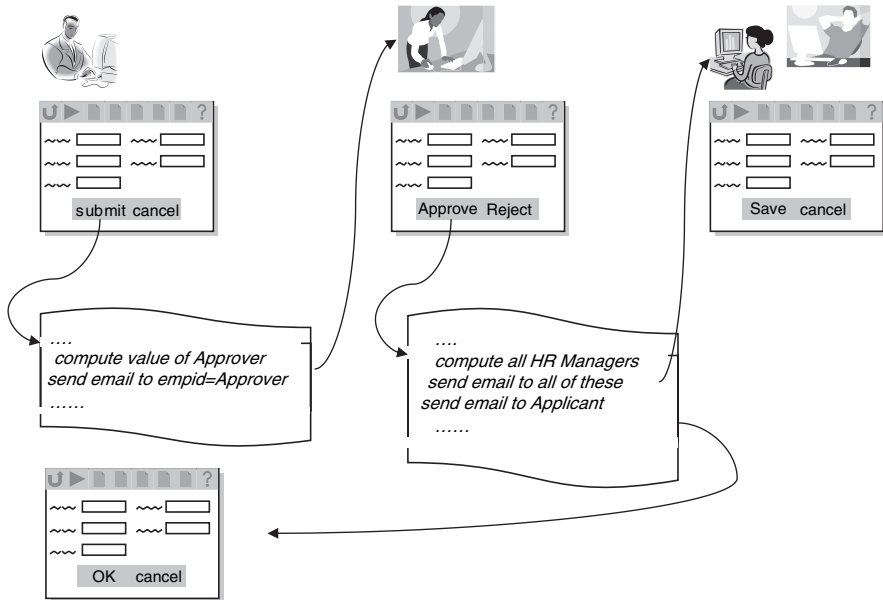 ?
?
?
submit cancel
Approve Reject
Save cancel
....
compute value of Approver
send email to empid=Approver
......
....
compute all HR Managers
send email to all of these
send email to Applicant
......
?
OK cancel